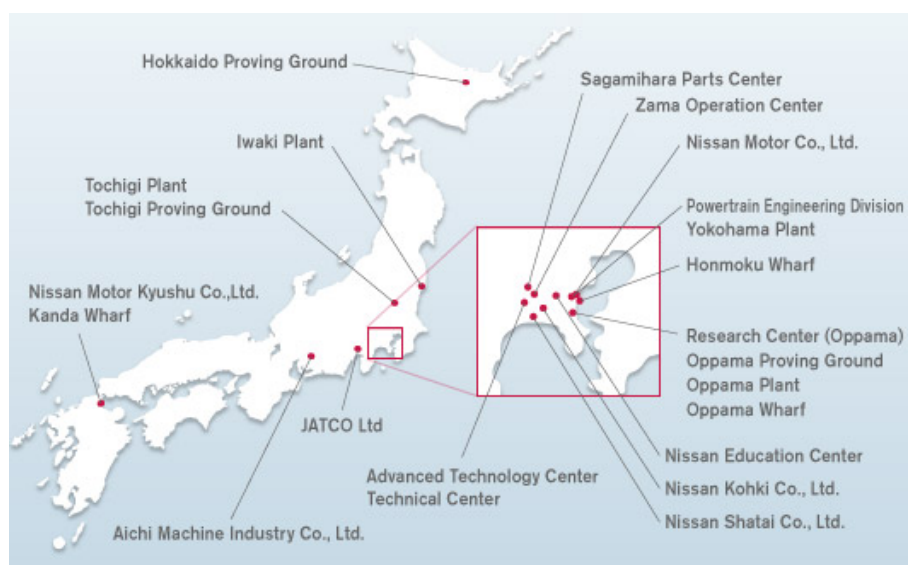 Hokkaido Proving Ground
Iwaki Plant
Tochigi Plant
Tochigi Proving Ground
Nissan Motor Kyushu Co.,Ltd.
Kanda Wharf
JATCO Ltd
Aichi Machine Industry Co., Ltd.
Sagamihara Parts Center
Zama Operation Center
Nissan Motor Co., Ltd.
Powertrain Engineering Division
Yokohama Plant
Honmoku Wharf
Research Center (Oppama)
Oppama Proving Ground
Oppama Plant
Oppama Wharf
Nissan Education Center
Nissan Kohki Co., Ltd.
Nissan Shatai Co., Ltd.
Advanced Technology Center
Technical Center